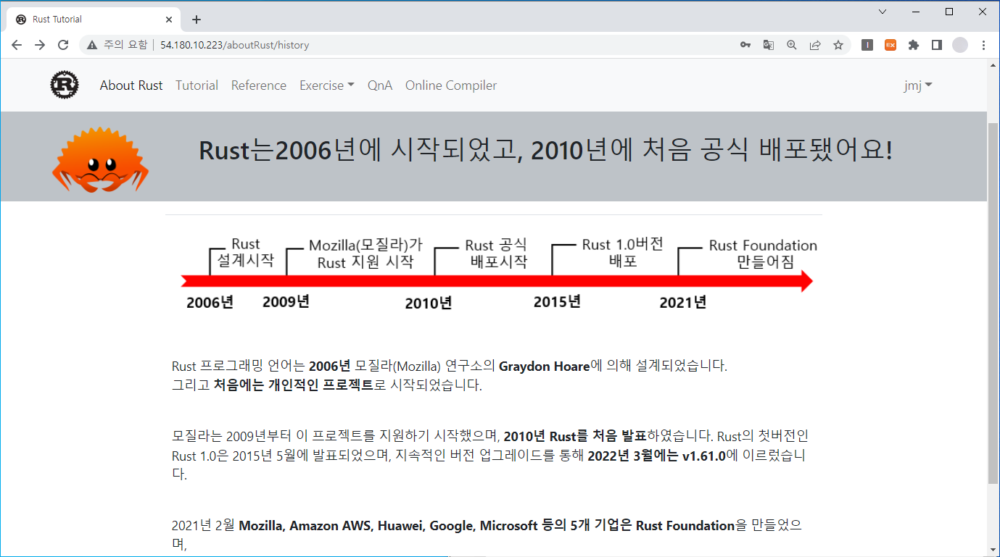 Rust Tutorial
주의 요함 | 54.180.10.223/aboutRust/history
About Rust Tutorial Reference Exercise QnA Online Compiler jmj
Rust는2006년에 시작되었고, 2010년에 처음 공식 배포됐어요!
Rust Mozilla(모질라)가 Rust 공식 Rust 1.0버전 Rust Foundation
설계시작 Rust 지원 시작 배포시작 배포 만들어짐
2006년 2009년 2010년 2015년 2021년
Rust 프로그래밍 언어는 2006년 모질라(Mozilla) 연구소의 Graydon Hoare에 의해 설계되었습니다.
그리고 처음에는 개인적인 프로젝트로 시작되었습니다.
모질라는 2009년부터 이 프로젝트를 지원하기 시작했으며, 2010년 Rust를 처음 발표하였습니다. Rust의 첫버전인
Rust 1.0은 2015년 5월에 발표되었으며, 지속적인 버전 업그레이드를 통해 2022년 3월에는 v1.61.0에 이르렀습니
다.
2021년 2월 Mozilla, Amazon AWS, Huawei, Google, Microsoft 등의 5개 기업은 Rust Foundation을 만들었으
며,